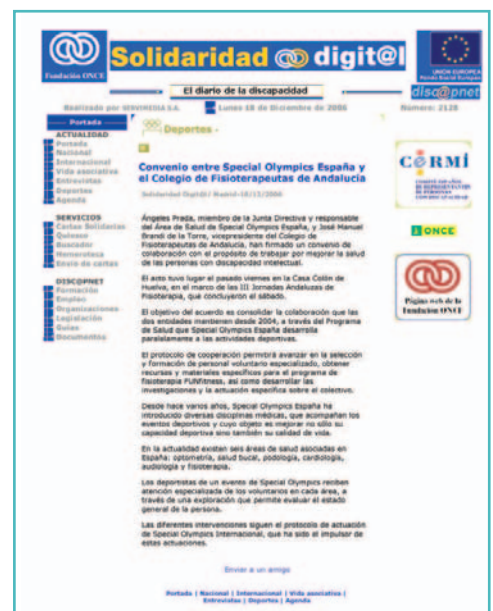 Fundación ONCE
Solidaridad digit@l
UNIÓN EUROPEA
Fondo Social Europeo
El diario de la discapacidad
disc@pnet
Realizado por SERVIMEDIA S.A.
Lunes 18 de Diciembre de 2006
Número: 2128
Portada
ACTUALIDAD
Portada
Nacional
Internacional
Vida asociativa
Entrevistas
Deportes
Agenda
SERVICIOS
Cartas Solidarias
Quiosco
Buscador
Hemeroteca
Envío de cartas
DISCOPNET
Formación
Empleo
Organizaciones
Legislación
Guías
Documentos
Deportes -
Convenio entre Special Olympics España y
el Colegio de Fisioterapeutas de Andalucía
Solidaridad Digit@l/ Madrid-18/12/2006
Ángeles Prada, miembro de la Junta Directiva y responsable
del Área de Salud de Special Olympics España, y José Manuel
Brandi de la Torre, vicepresidente del Colegio de
Fisioterapeutas de Andalucía, han firmado un convenio de
colaboración con el propósito de trabajar por mejorar la salud
de las personas con discapacidad intelectual.
El acto tuvo lugar el pasado viernes en la Casa Colón de
Huelva, en el marco de las III Jornadas Andaluzas de
Fisioterapia, que concluyeron el sábado.
El objetivo del acuerdo es consolidar la colaboración que las
dos entidades mantienen desde 2004, a través del Programa
de Salud que Special Olympics España desarrolla
paralelamente a las actividades deportivas.
El protocolo de cooperación permitirá avanzar en la selección
y formación de personal voluntario especializado, obtener
recursos y materiales específicos para el programa de
fisioterapia FUNfitness, así como desarrollar las
investigaciones y la actuación específica sobre el colectivo.
Desde hace varios años, Special Olympics España ha
introducido diversas disciplinas médicas, que acompañan los
eventos deportivos y cuyo objeto es mejorar no sólo su
capacidad deportiva sino también su calidad de vida.
En la actualidad existen seis áreas de salud asociadas en
España: optometría, salud bucal, podología, cardiología,
audiología y fisioterapia.
Los deportistas de un evento de Special Olympics reciben
atención especializada de los voluntarios en cada área, a
través de una exploración que permite evaluar el estado
general de la persona.
Las diferentes intervenciones siguen el protocolo de actuación
de Special Olympics Internacional, que ha sido el impulsor de
estas actuaciones.
Enviar a un amigo
Portada | Nacional | Internacional | Vida asociativa |
Entrevistas | Deportes | Agenda
CERMI
COMITÉ ESPAÑOL
DE REPRESENTANTES
DE PERSONAS
CON DISCAPACIDAD
ONCE
Página web de la
Fundación ONCE